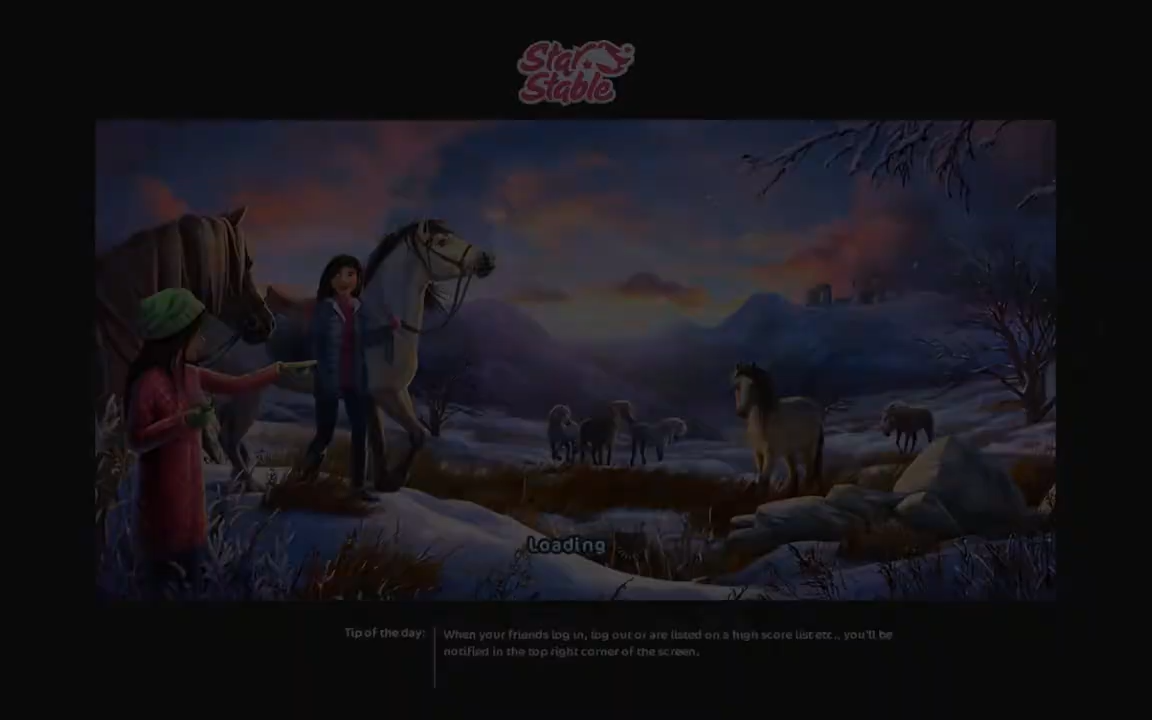 Star
Stable
Loading
Tip of the day:
When your friends log in, log out or are listed on a high score list etc., you'll be
notified in the top right corner of the screen.